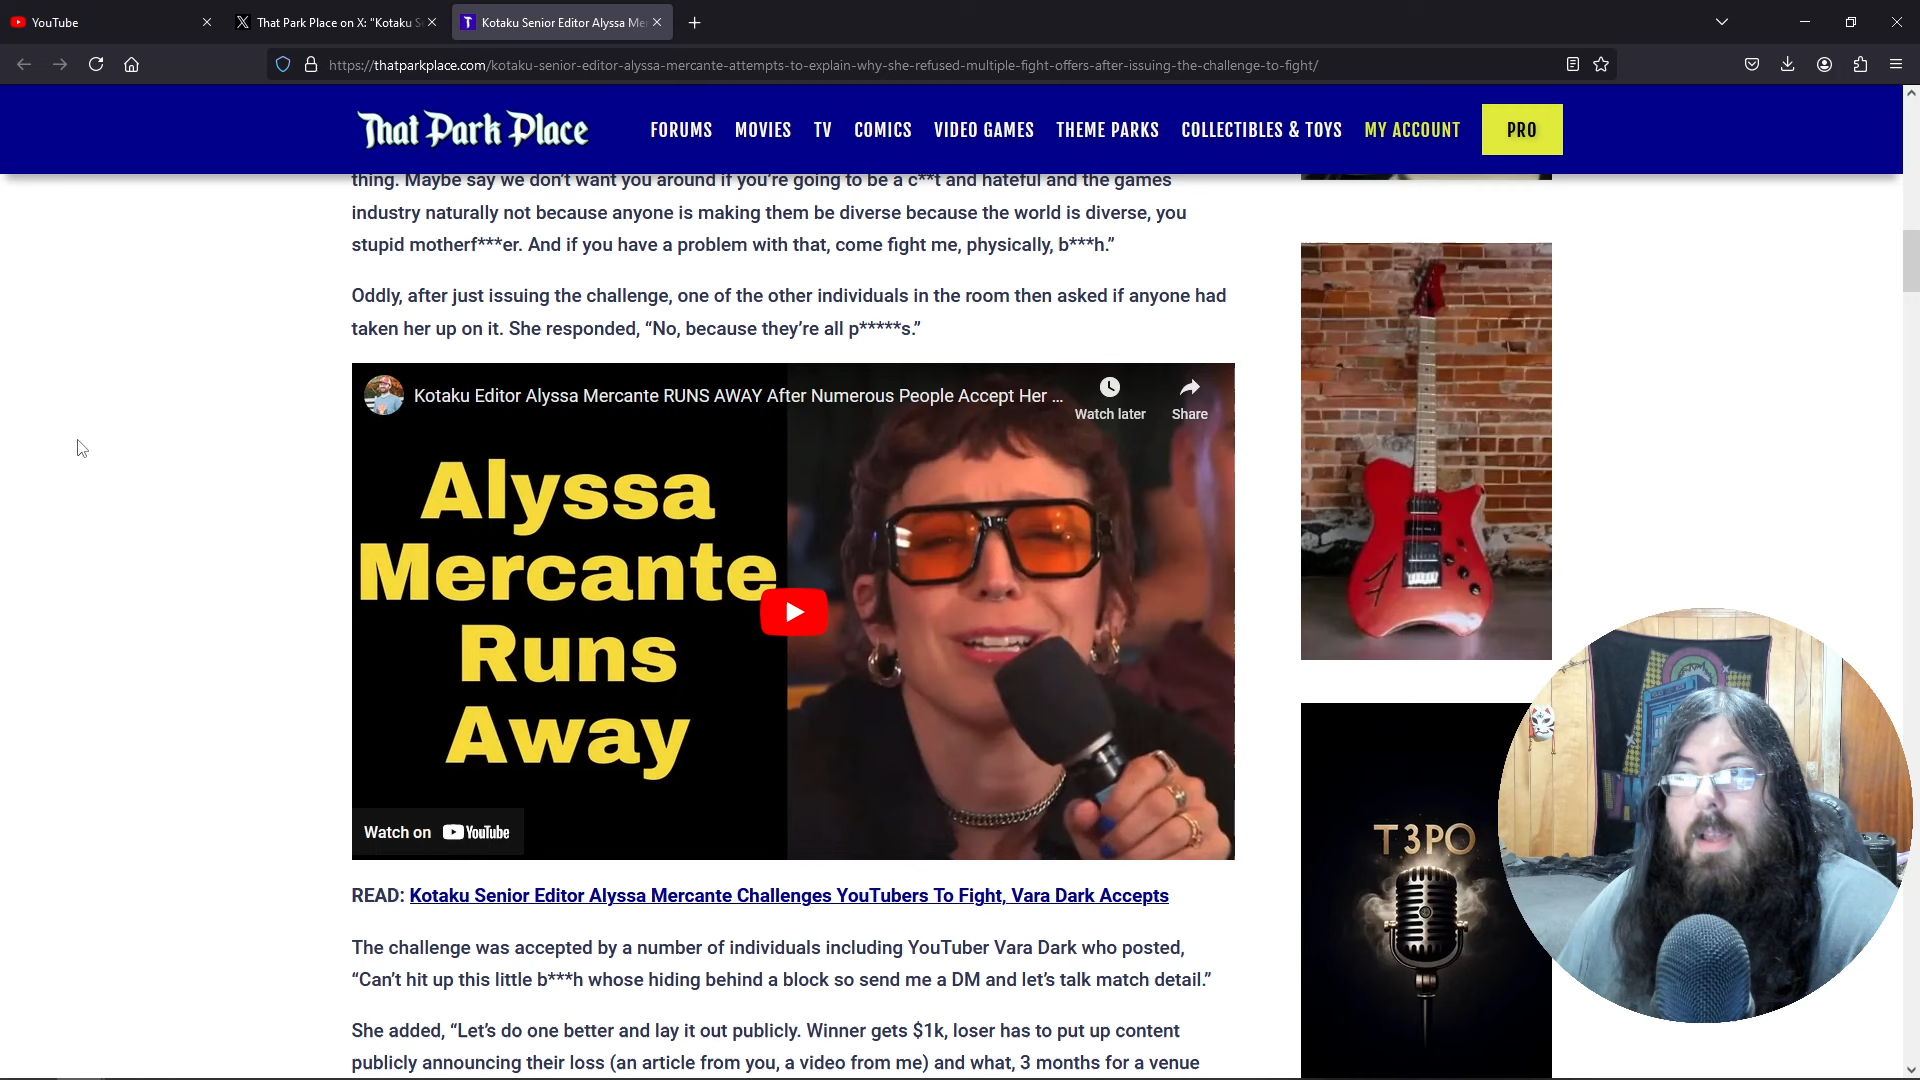 YouTube
That Park Place on X: “Kotaku S
Kotaku Senior Editor Alyssa Me
https://thatparkplace.com/kotaku-senior-editor-alyssa-mercante-attempts-to-explain-why-she-refused-multiple-fight-offers-after-issuing-the-challenge-to-fight/
That Park Place
FORUMS MOVIES TV COMICS VIDEO GAMES THEME PARKS COLLECTIBLES & TOYS MY ACCOUNT PRO
thing. Maybe say we don’t want you around if you’re going to be a c**t and hateful and the games
industry naturally not because anyone is making them be diverse because the world is diverse, you
stupid motherf***er. And if you have a problem with that, come fight me, physically, b***h.”
Oddly, after just issuing the challenge, one of the other individuals in the room then asked if anyone had
taken her up on it. She responded, “No, because they’re all p*****s.”
Kotaku Editor Alyssa Mercante RUNS AWAY After Numerous People Accept Her ...
Watch later
Share
Alyssa
Mercante
Runs
Away
Watch on YouTube
READ: Kotaku Senior Editor Alyssa Mercante Challenges YouTubers To Fight, Vara Dark Accepts
The challenge was accepted by a number of individuals including YouTuber Vara Dark who posted,
“Can’t hit up this little b***h whose hiding behind a block so send me a DM and let’s talk match detail.”
She added, “Let’s do one better and lay it out publicly. Winner gets $1k, loser has to put up content
publicly announcing their loss (an article from you, a video from me) and what, 3 months for a venue
T3PO